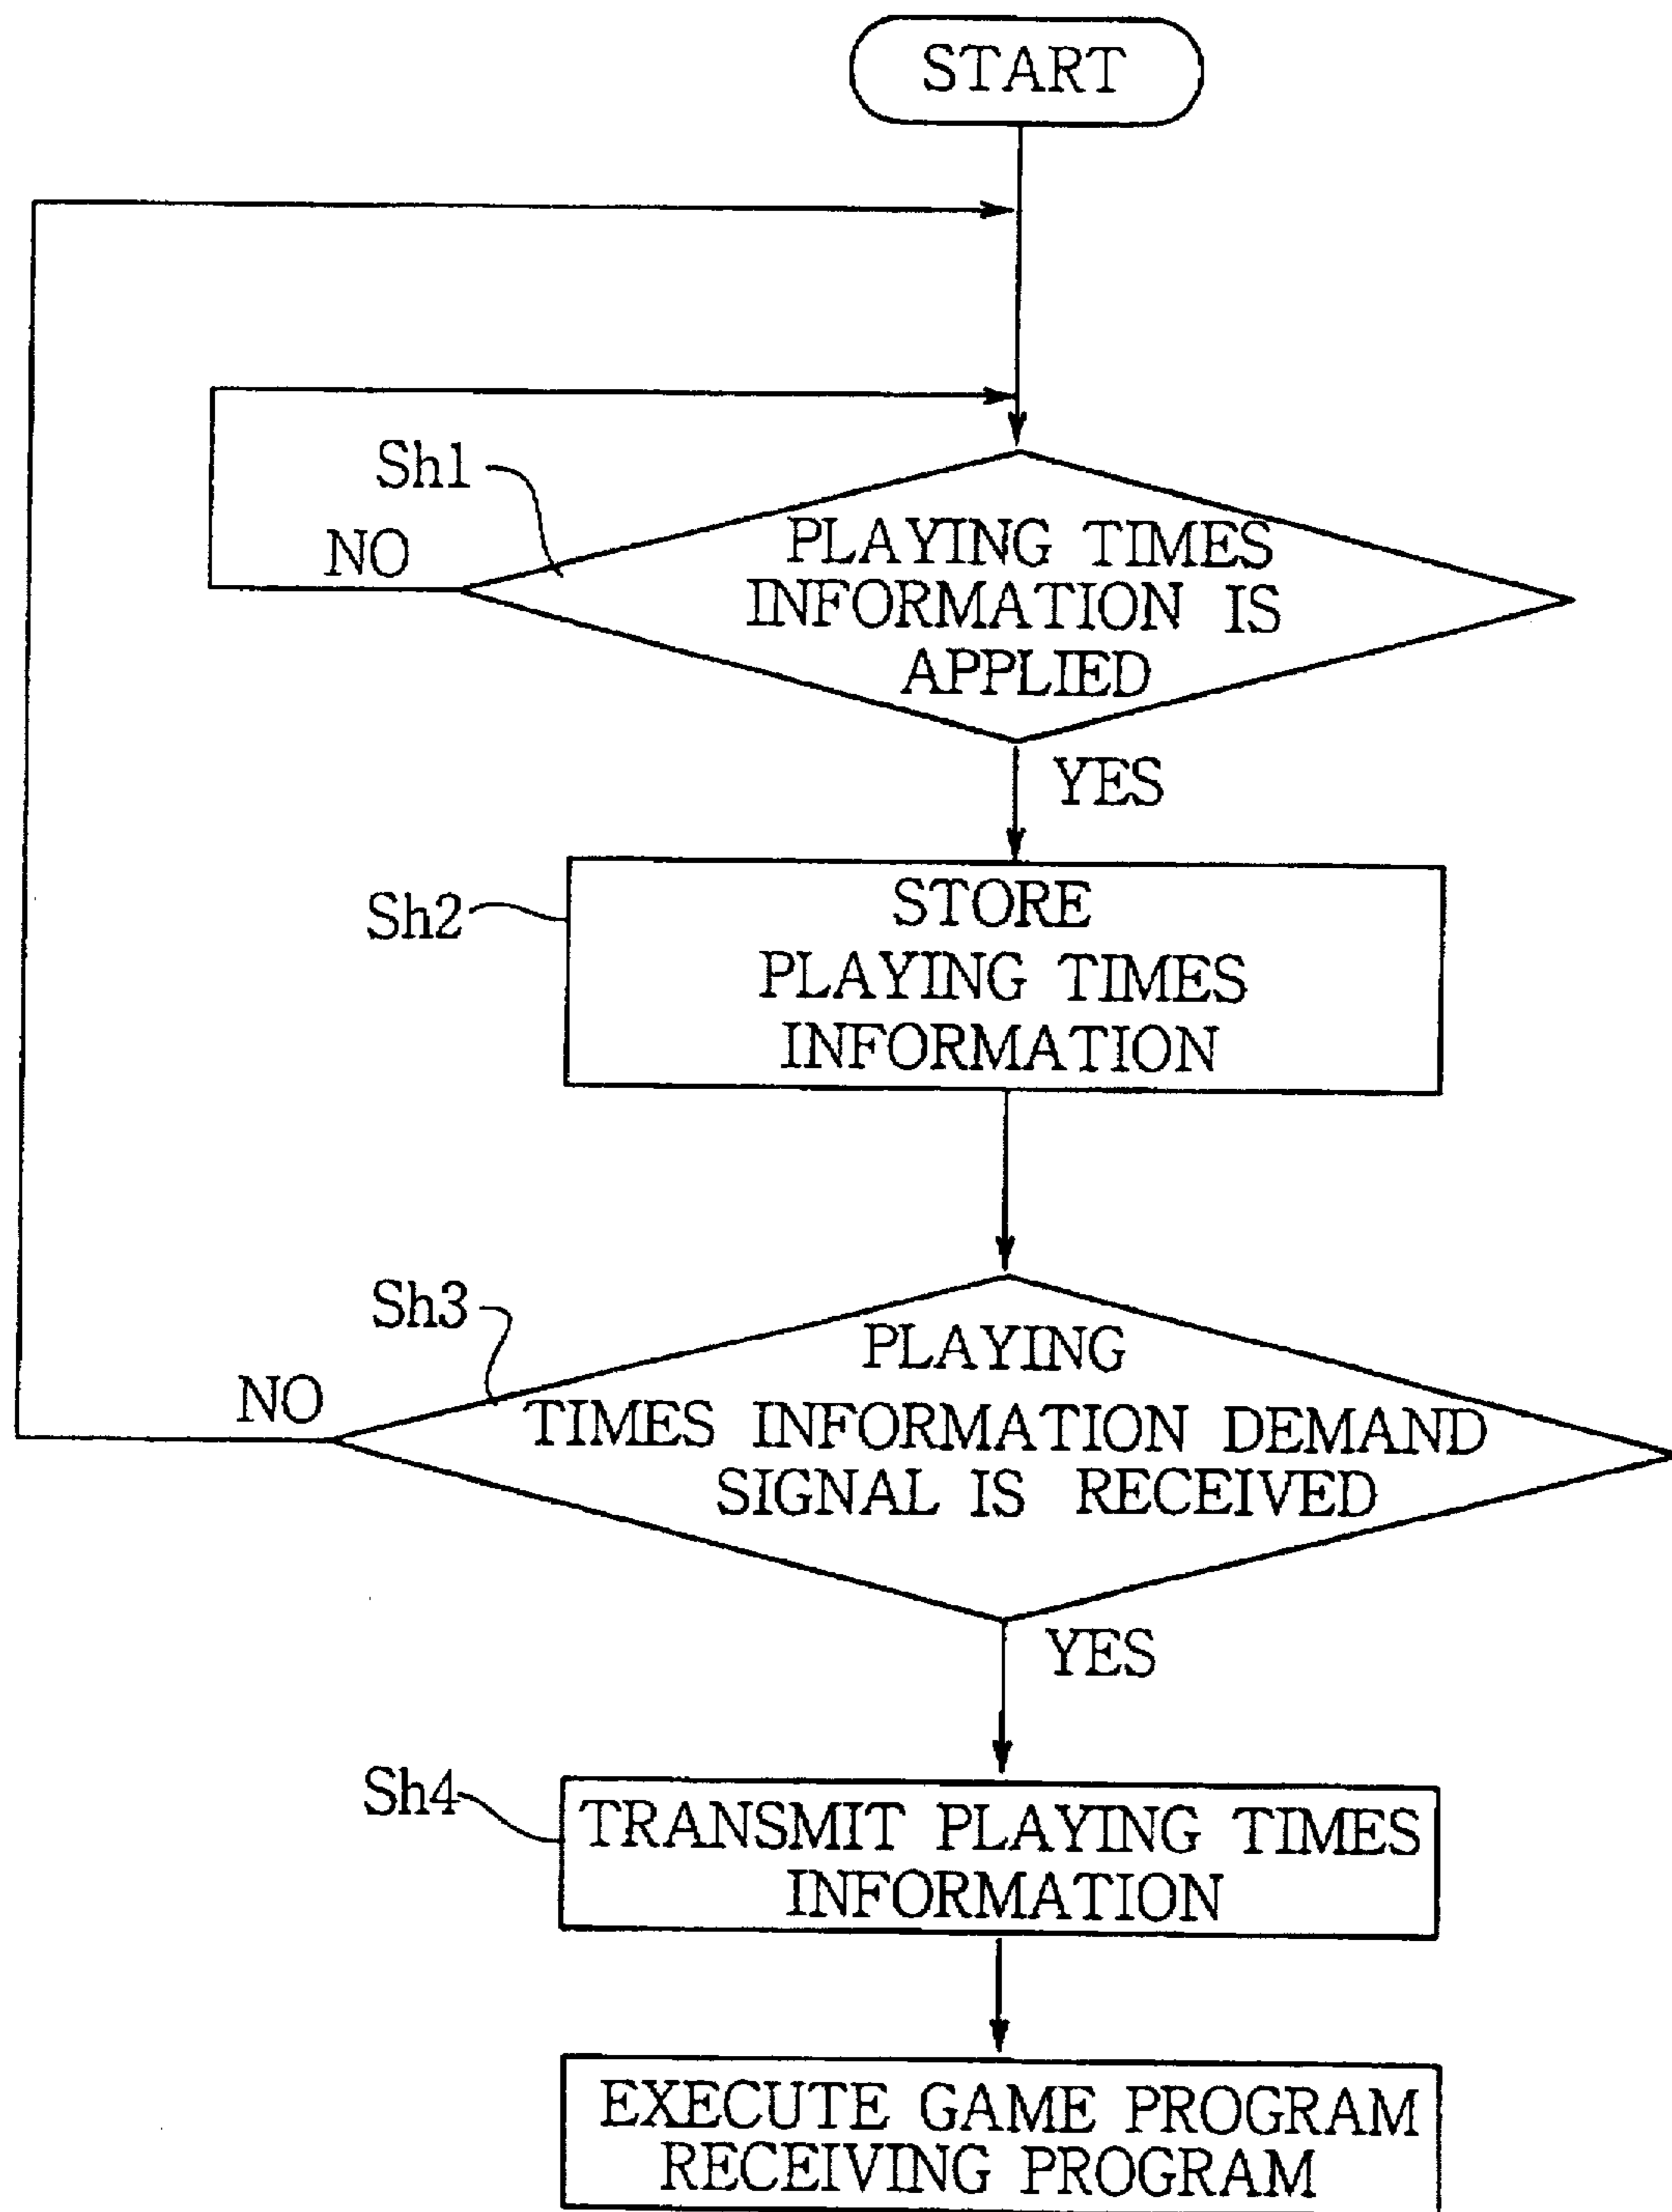 START
Sh1
NO
PLAYING TIMES
INFORMATION IS
APPLIED
YES
Sh2
STORE
PLAYING TIMES
INFORMATION
Sh3
NO
PLAYING
TIMES INFORMATION DEMAND
SIGNAL IS RECEIVED
YES
Sh4
TRANSMIT PLAYING TIMES
INFORMATION
EXECUTE GAME PROGRAM
RECEIVING PROGRAM